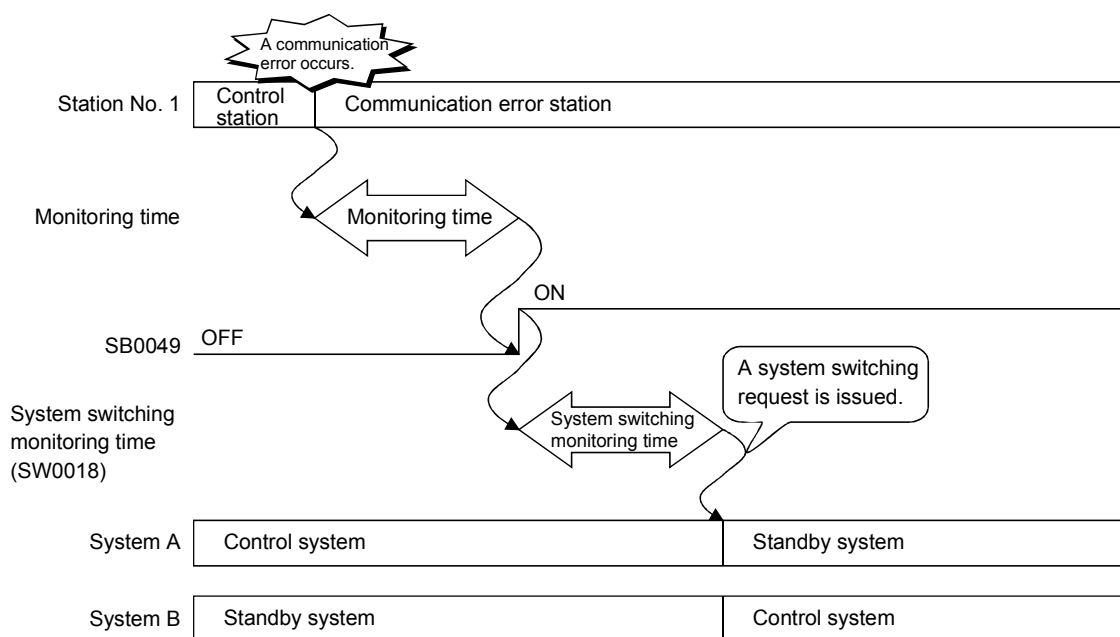 A communication
error occurs.
Station No. 1
Control
station
Communication error station
Monitoring time
Monitoring time
ON
SB0049
OFF
A system switching
request is issued.
System switching
monitoring time
(SW0018)
System switching
monitoring time
System A
Control system
Standby system
System B
Standby system
Control system